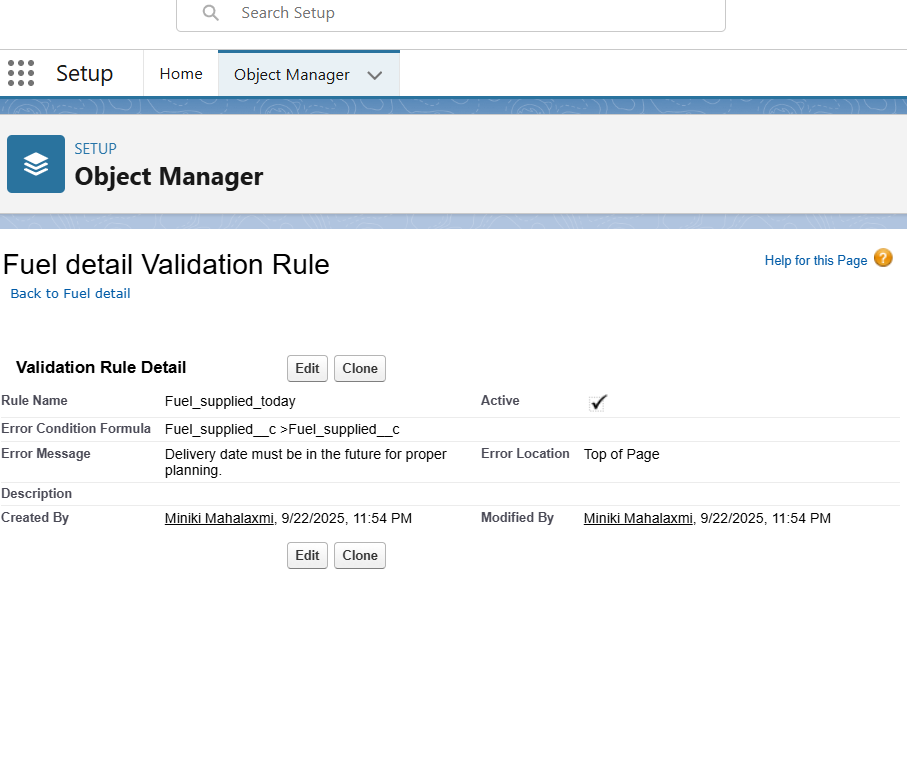 Search Setup
Setup Home Object Manager
SETUP
Object Manager
Fuel detail Validation Rule
Help for this Page ?
Back to Fuel detail
Validation Rule Detail Edit Clone
Rule Name Fuel_supplied_today Active
Error Condition Formula Fuel_supplied__c >Fuel_supplied__c
Error Message Delivery date must be in the future for proper planning. Error Location Top of Page
Description
Created By Miniki Mahalaxmi, 9/22/2025, 11:54 PM Modified By Miniki Mahalaxmi, 9/22/2025, 11:54 PM
Edit Clone